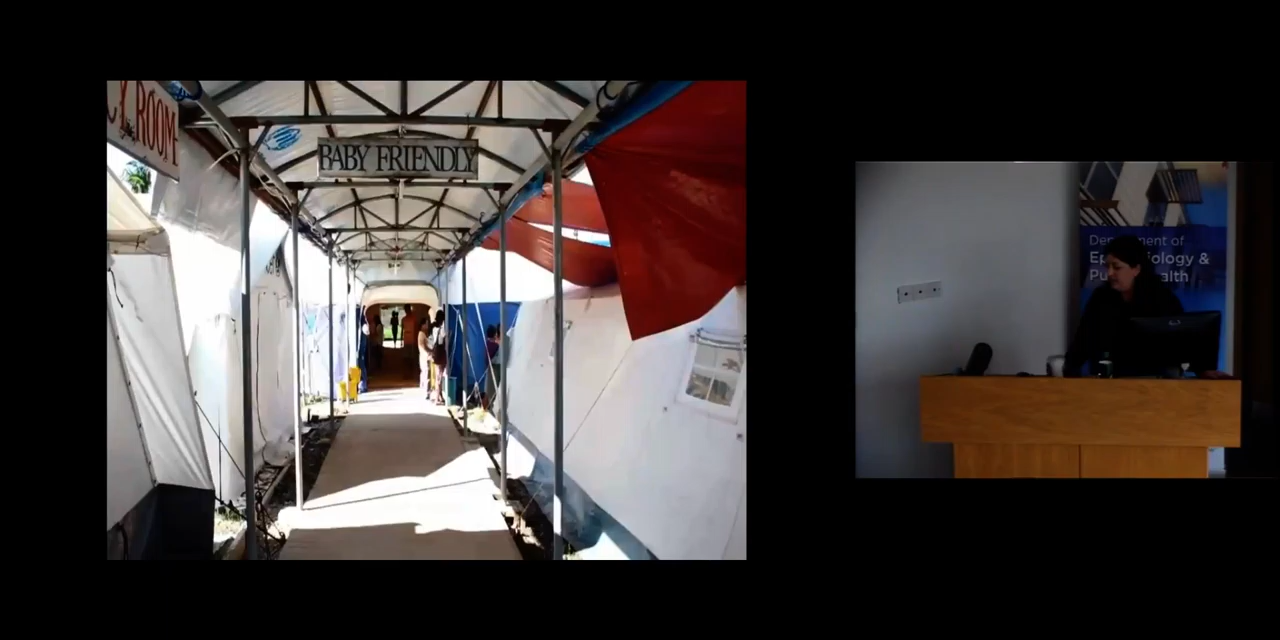 Y ROOM
BABY FRIENDLY
Department of
Epidemiology &
Public Health